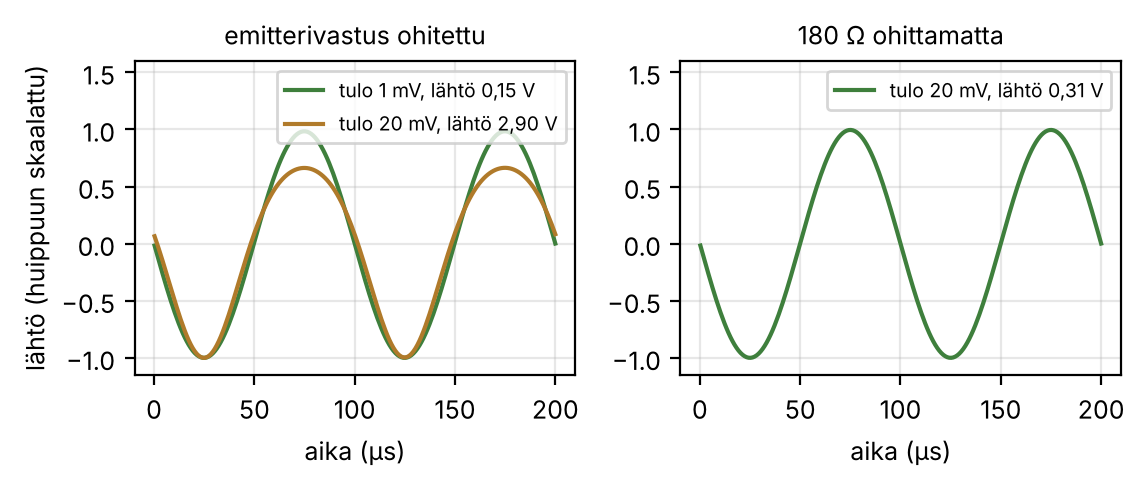 emitterivastus ohitettu
tulo 1 mV, lähtö 0,15 V
tulo 20 mV, lähtö 2,90 V
lähtö (huippuun skaalattu)
1.5
1.0
0.5
0.0
−0.5
−1.0
0 50 100 150 200
aika (µs)
180 Ω ohittamatta
tulo 20 mV, lähtö 0,31 V
1.5
1.0
0.5
0.0
−0.5
−1.0
0 50 100 150 200
aika (µs)